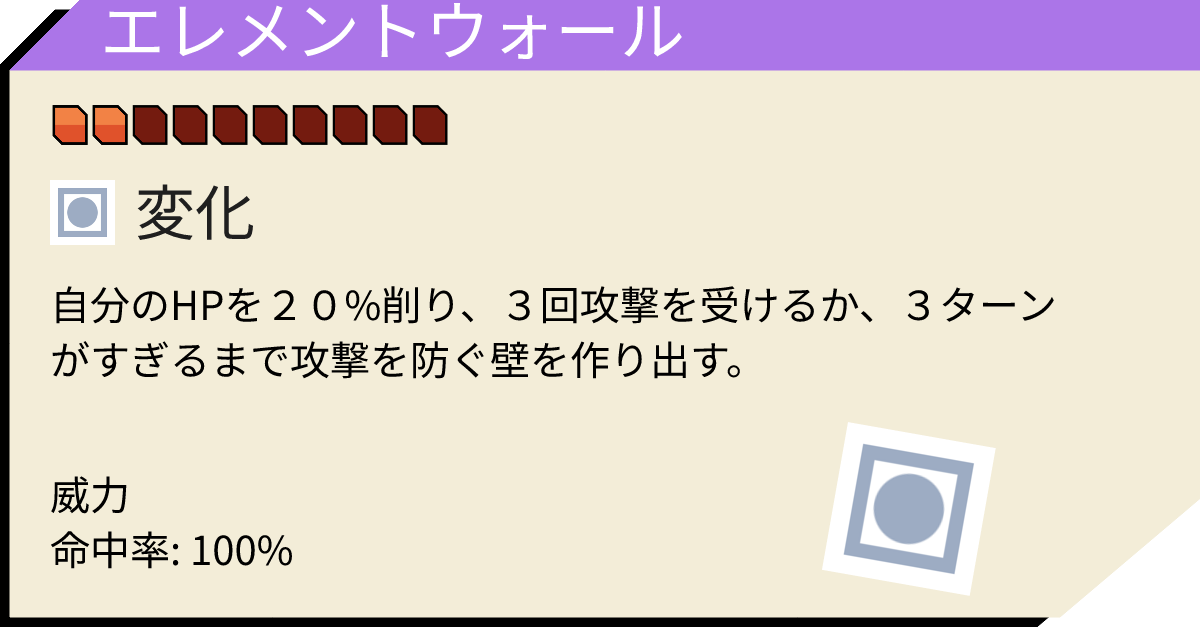 エレメントウォール
変化
自分のHPを２０%削り、３回攻撃を受けるか、３ターン
がすぎるまで攻撃を防ぐ壁を作り出す。
威力
命中率: 100%